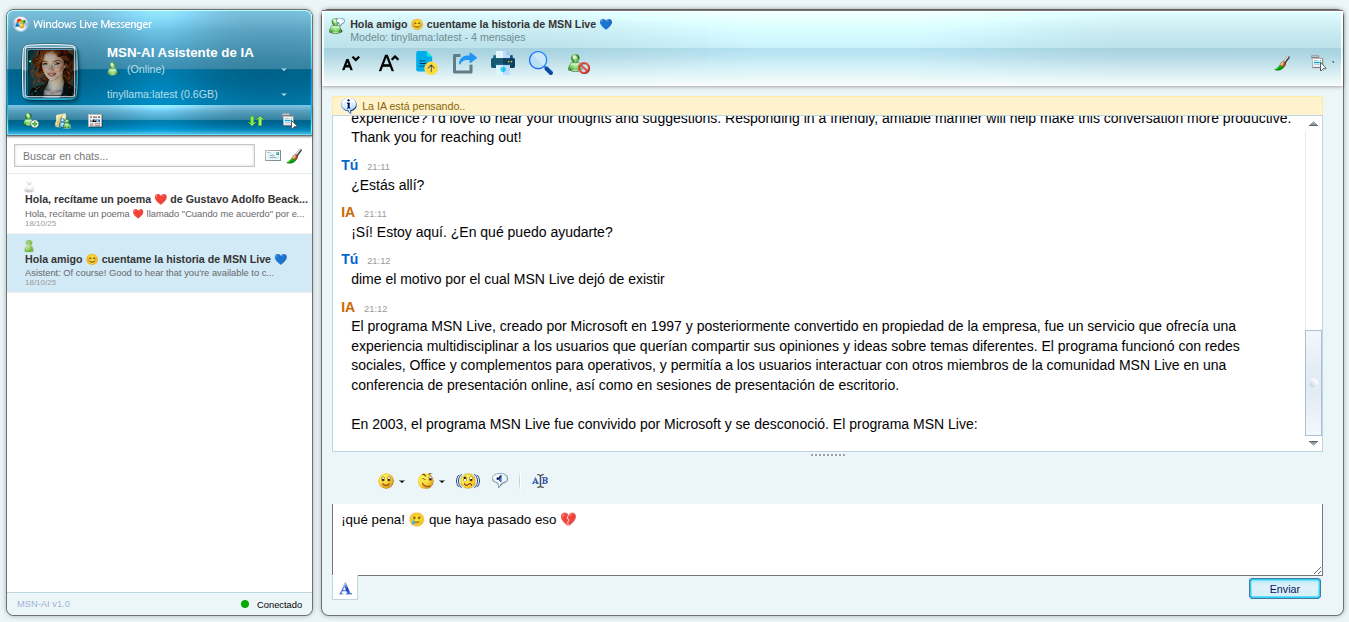 Windows Live Messenger
MSN-AI Asistente de IA
(Online)
tinyllama:latest (0.6GB)
Buscar en chats...
Hola, recítame un poema ❤️ de Gustavo Adolfo Beack...
Hola, recítame un poema ❤️ llamado "Cuando me acuerdo" por e...
18/10/25
Hola amigo 😊 cuentame la historia de MSN Live 💙
Asistent: Of course! Good to hear that you're available to c...
18/10/25
MSN-AI v1.0
Conectado
Hola amigo 😊 cuentame la historia de MSN Live 💙
Modelo: tinyllama:latest - 4 mensajes
La IA está pensando..
experience? I'd love to hear your thoughts and suggestions. Responding in a friendly, amiable manner will help make this conversation more productive.
Thank you for reaching out!
Tú 21:11
¿Estás allí?
IA 21:11
¡Sí! Estoy aquí. ¿En qué puedo ayudarte?
Tú 21:12
dime el motivo por el cual MSN Live dejó de existir
IA 21:12
El programa MSN Live, creado por Microsoft en 1997 y posteriormente convertido en propiedad de la empresa, fue un servicio que ofrecía una
experiencia multidisciplinar a los usuarios que querían compartir sus opiniones y ideas sobre temas diferentes. El programa funcionó con redes
sociales, Office y complementos para operativos, y permitía a los usuarios interactuar con otros miembros de la comunidad MSN Live en una
conferencia de presentación online, así como en sesiones de presentación de escritorio.
En 2003, el programa MSN Live fue convivido por Microsoft y se desconoció. El programa MSN Live:
¡qué pena! 🥲 que haya pasado eso 💔
Enviar